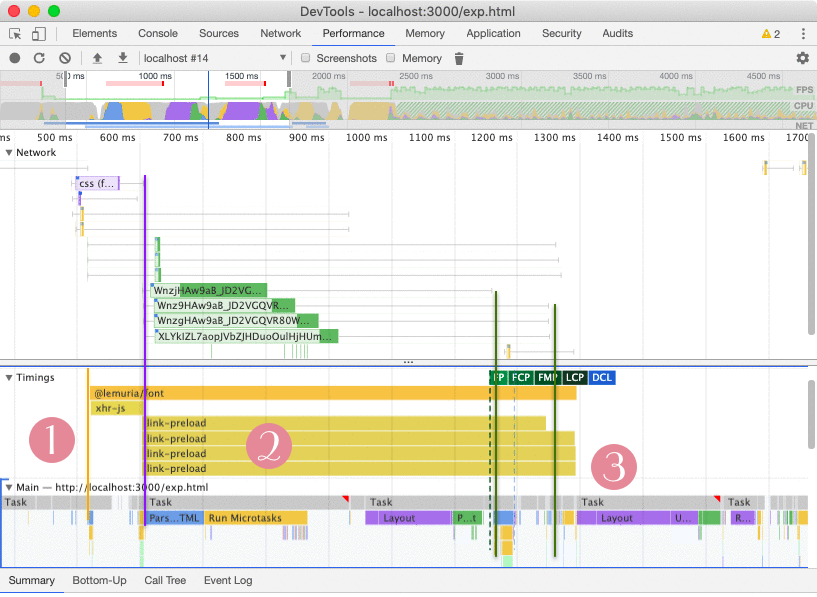 DevTools - localhost:3000/exp.html
Elements Console Sources Network Performance Memory Application Security Audits 2
localhost #14 Screenshots Memory
500 ms 1000 ms 1500 ms 2000 ms 2500 ms 3000 ms 3500 ms 4000 ms 4500 ms
FPS
CPU
NET
ms 500 ms 600 ms 700 ms 800 ms 900 ms 1000 ms 1100 ms 1200 ms 1300 ms 1400 ms 1500 ms 1600 ms 1700
Network
css (f...
WnzjHAw9aB_JD2VG...
Wnz9HAw9aB_JD2VGQVR...
WnzgHAw9aB_JD2VGQVR80W...
XLYkIZL7aopJVbZJHDuoOulHjHUm...
...
Timings FP FCP FMP LCP DCL
@lemuria/font
xhr-js
link-preload
link-preload
link-preload
link-preload
1 2 3
Main — http://localhost:3000/exp.html
Task Task Task Task Task
Pars...TML Run Microtasks Layout P...t Layout U... R...
Summary Bottom-Up Call Tree Event Log